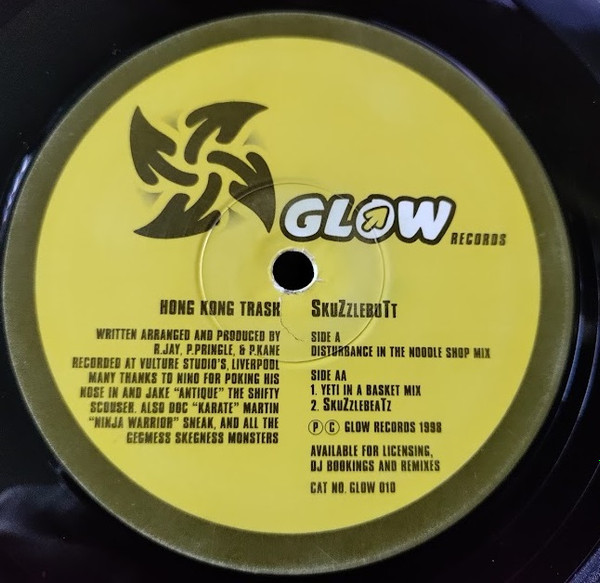 GLOW
RECORDS
HONG KONG TRASH
WRITTEN ARRANGED AND PRODUCED BY
R.JAY, P.PRINGLE, & P.KANE
RECORDED AT VULTURE STUDIO'S, LIVERPOOL
MANY THANKS TO NINO FOR POKING HIS
NOSE IN AND JAKE "ANTIQUE" THE SHIFTY
SCOUSER. ALSO DOC "KARATE" MARTIN
"NINJA WARRIOR" SNEAK, AND ALL THE
GEGMESS SKEGNESS MONSTERS
SKUZZLEBUTT
SIDE A
DISTURBANCE IN THE NOODLE SHOP MIX
SIDE AA
1. YETI IN A BASKET MIX
2. SKUZZLEBEATZ
Ⓟ Ⓒ GLOW RECORDS 1998
AVAILABLE FOR LICENSING,
DJ BOOKINGS AND REMIXES
CAT NO. GLOW 010